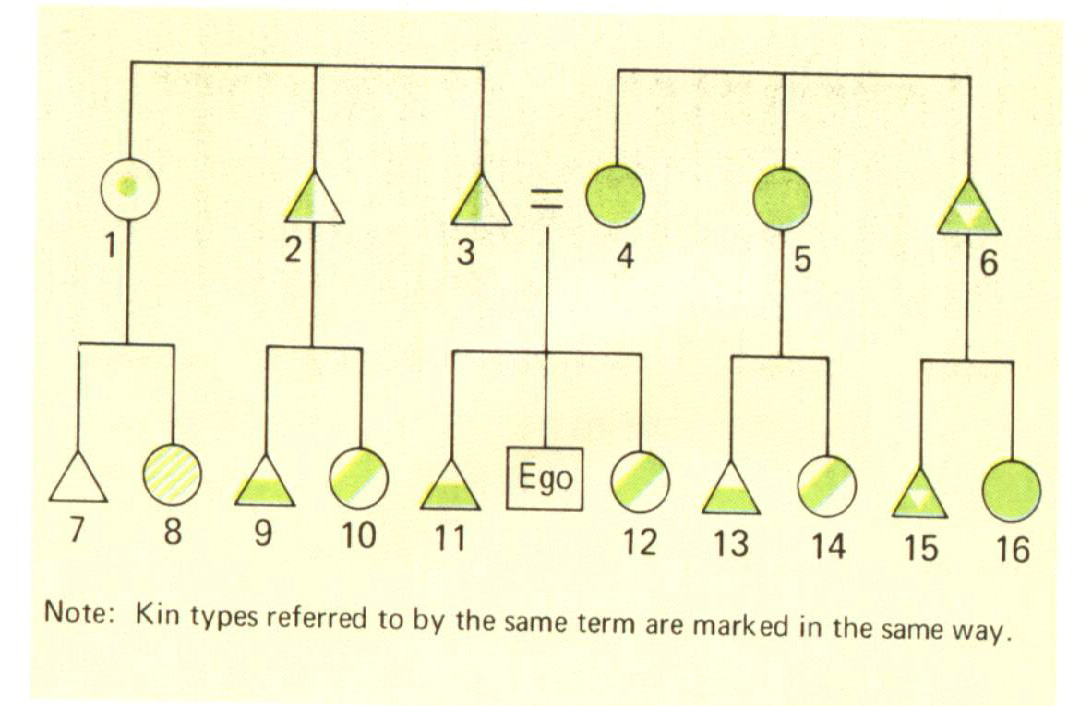 1 2 3 = 4 5 6
7 8 9 10 11 Ego 12 13 14 15 16
Note: Kin types referred to by the same term are marked in the same way.